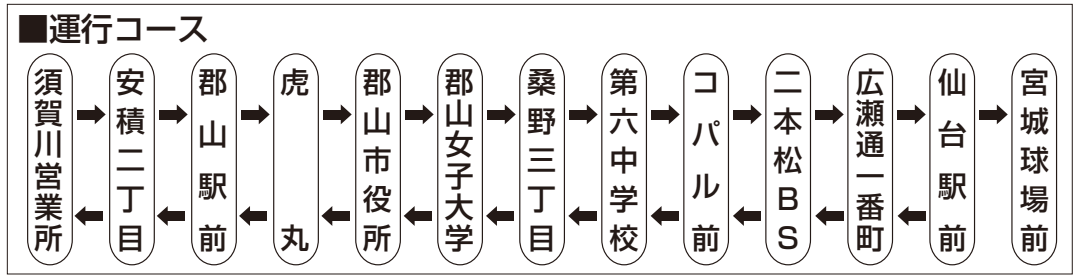 ■運行コース
須賀川営業所
安積二丁目
郡山駅前
虎丸
郡山市役所
郡山女子大学
桑野三丁目
第六中学校
コパル前
二本松BS
広瀬通一番町
仙台駅前
宮城球場前